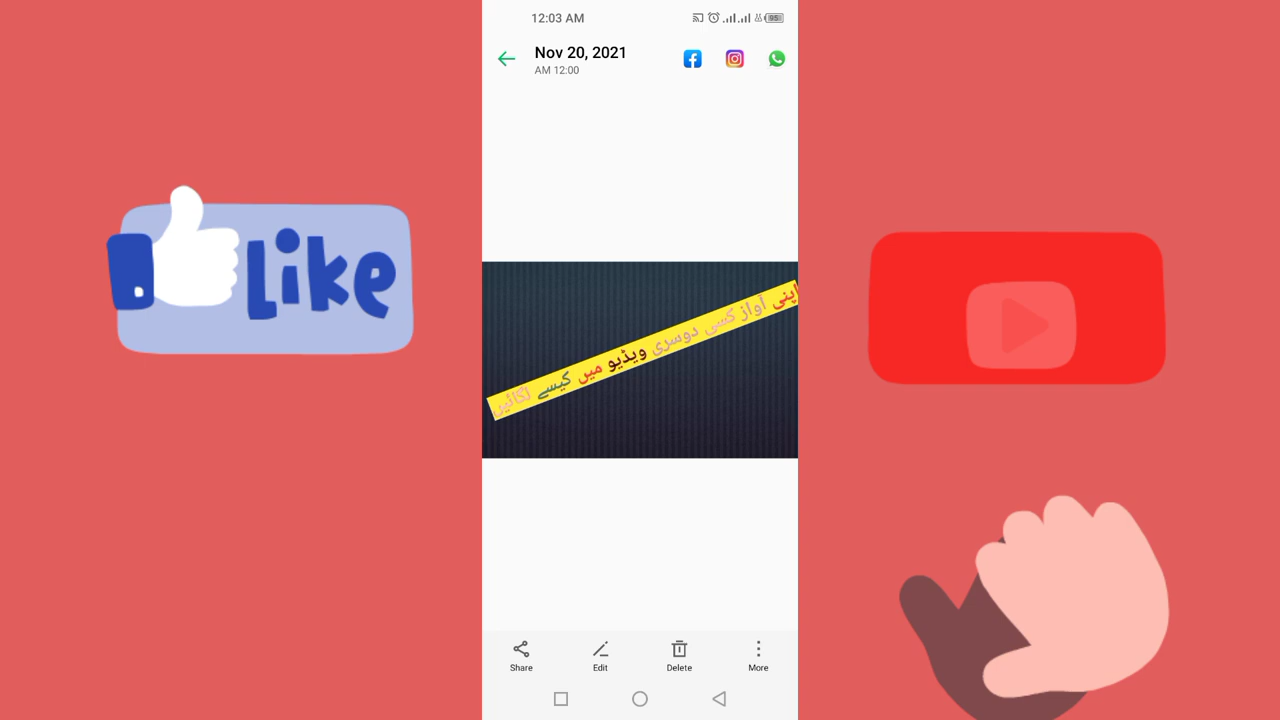 12:03 AM
95
Nov 20, 2021
AM 12:00
Like
اپنی آواز کسی دوسری ویڈیو میں کیسے لگائیں
Share Edit Delete More